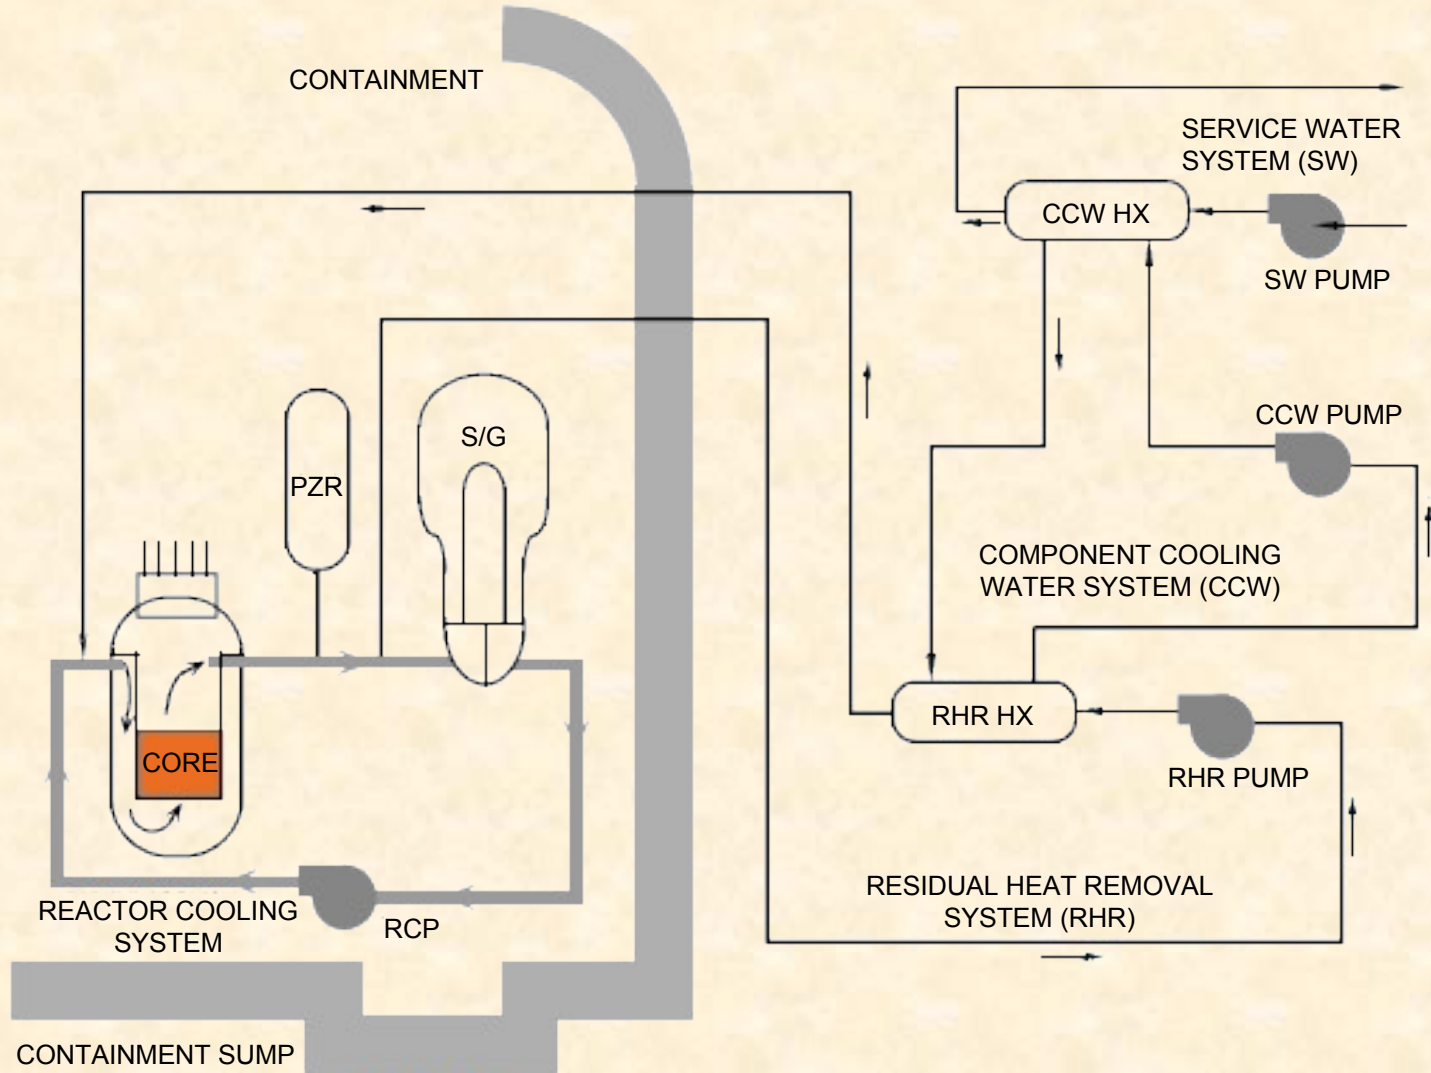 CONTAINMENT
SERVICE WATER
SYSTEM (SW)
CCW HX
SW PUMP
CCW PUMP
S/G
PZR
COMPONENT COOLING
WATER SYSTEM (CCW)
RHR HX
CORE
RHR PUMP
RESIDUAL HEAT REMOVAL
SYSTEM (RHR)
REACTOR COOLING
SYSTEM
RCP
CONTAINMENT SUMP